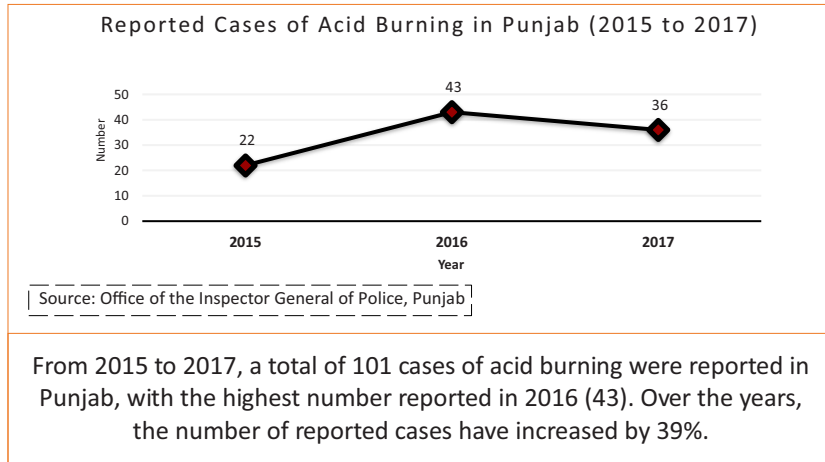 Reported Cases of Acid Burning in Punjab (2015 to 2017)
43
50
36
40
22
30
20
10
0
Number
2015 2016 2017
Year
Source: Office of the Inspector General of Police, Punjab
From 2015 to 2017, a total of 101 cases of acid burning were reported in
Punjab, with the highest number reported in 2016 (43). Over the years,
the number of reported cases have increased by 39%.